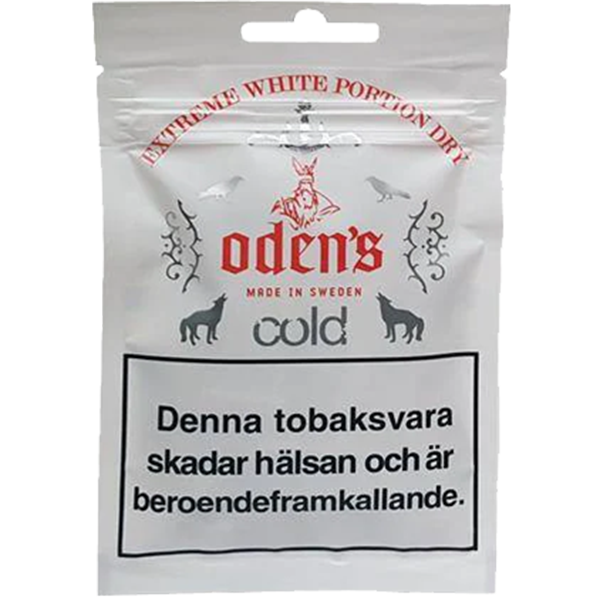 EXTREME WHITE PORTION DRY
oden's
MADE IN SWEDEN
cold
Denna tobaksvara
skadar hälsan och är
beroendeframkallande.